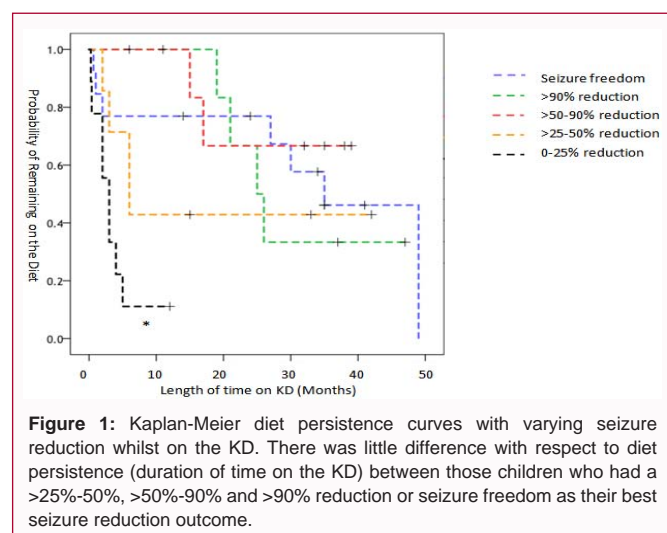 1.0
0.8
0.6
0.4
0.2
0.0
Probability of Remaining on the Diet
0 10 20 30 40 50
Length of time on KD (Months)
*
Seizure freedom
>90% reduction
>50-90% reduction
>25-50% reduction
0-25% reduction
Figure 1: Kaplan-Meier diet persistence curves with varying seizure
reduction whilst on the KD. There was little difference with respect to diet
persistence (duration of time on the KD) between those children who had a
>25%-50%, >50%-90% and >90% reduction or seizure freedom as their best
seizure reduction outcome.